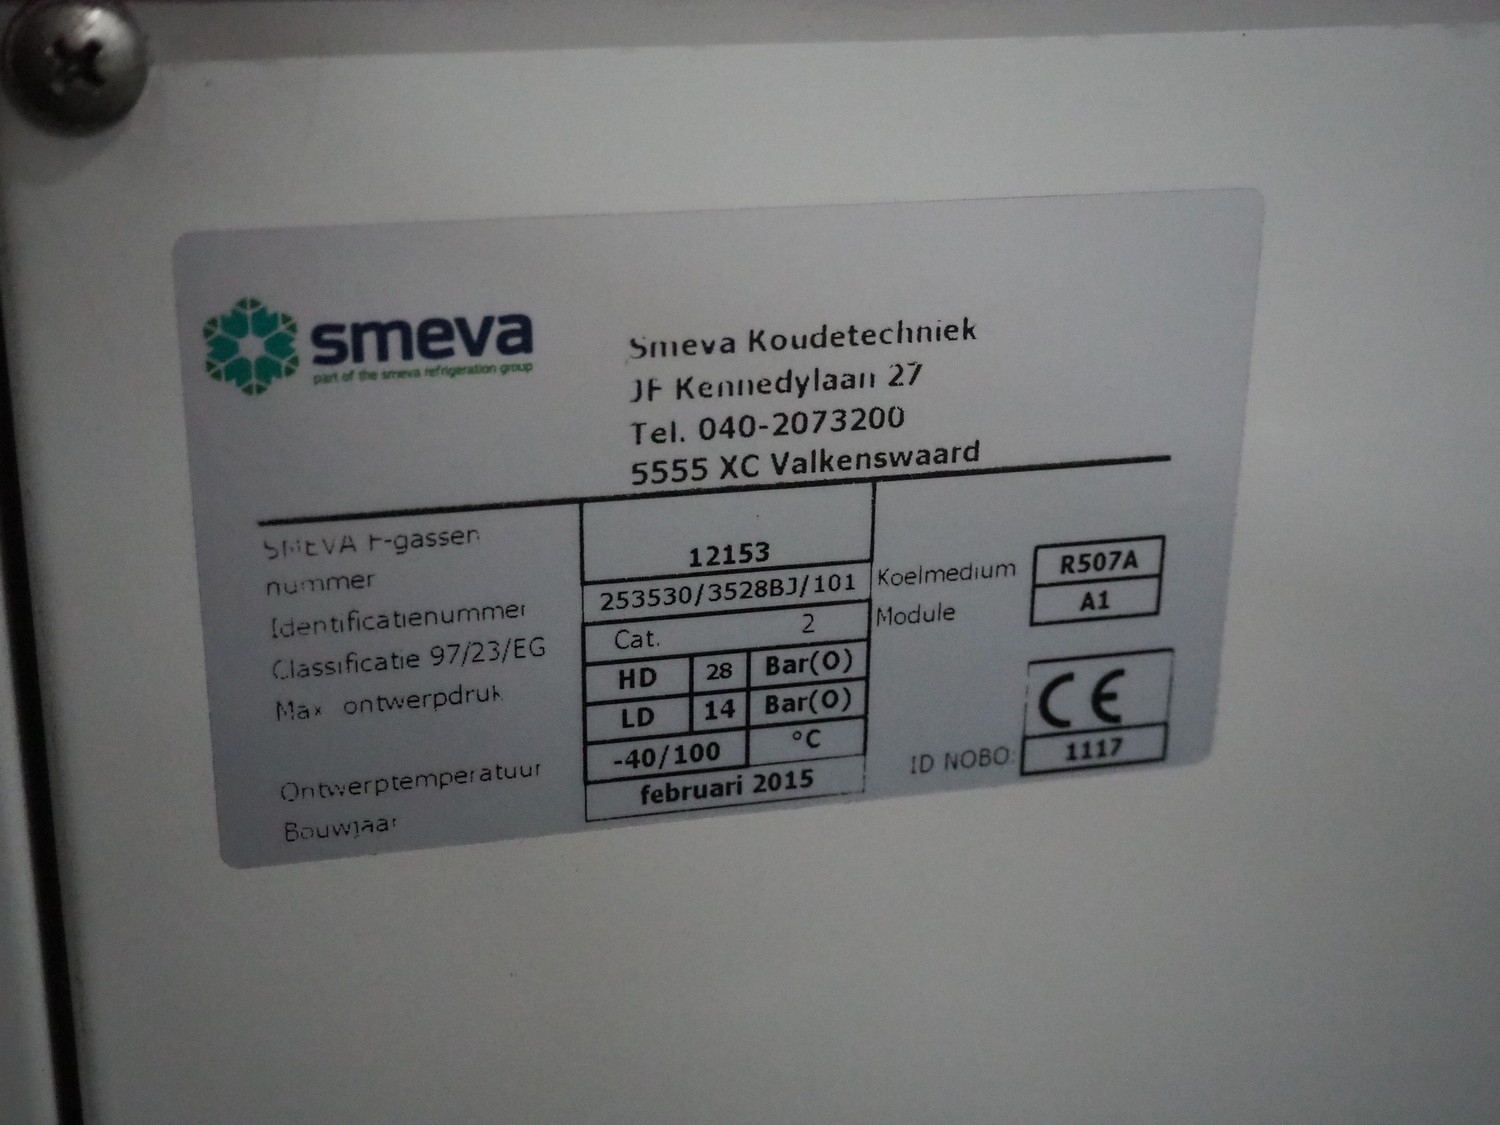 smeva
part of the smeva refrigeration group
Smeva Koudetechniek
JF Kennedylaan 27
Tel. 040-2073200
5555 XC Valkenswaard
SMEVA F-gassen
nummer
12153
Identificatienummer
253530/3528BJ/101
Classificatie 97/23/EG
Cat. 2
Max ontwerpdruk
HD 28 Bar(O)
LD 14 Bar(O)
Ontwerptemperatuur
-40/100 °C
Bouwjaar
februari 2015
Koelmedium R507A
Module A1
CE
ID NOBO: 1117